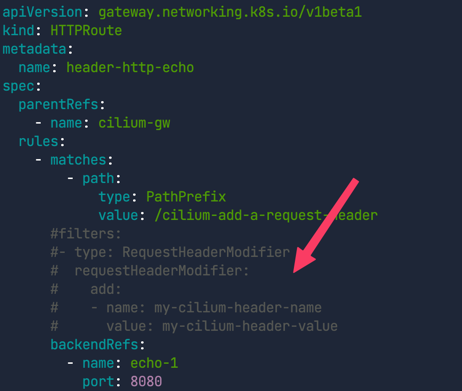 apiVersion: gateway.networking.k8s.io/v1beta1
kind: HTTPRoute
metadata:
  name: header-http-echo
spec:
  parentRefs:
    - name: cilium-gw
  rules:
    - matches:
        - path:
            type: PathPrefix
            value: /cilium-add-a-request-header
      #filters:
      #- type: RequestHeaderModifier
      #  requestHeaderModifier:
      #    add:
      #    - name: my-cilium-header-name
      #      value: my-cilium-header-value
      backendRefs:
        - name: echo-1
          port: 8080